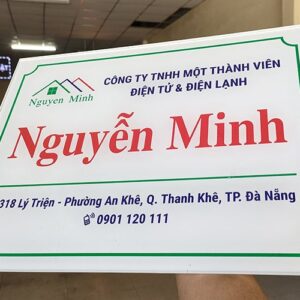 Nguyen Minh
CÔNG TY TNHH MỘT THÀNH VIÊN
ĐIỆN TỬ & ĐIỆN LẠNH
Nguyễn Minh
318 Lý Triện - Phường An Khê, Q. Thanh Khê, TP. Đà Nẵng
0901 120 111